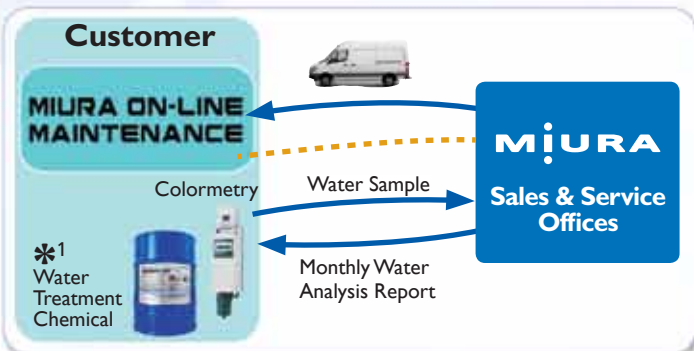 Customer
MIURA ON-LINE
MAINTENANCE
MIURA
Sales & Service
Offices
Colormetry
Water Sample
Monthly Water
Analysis Report
*1
Water
Treatment
Chemical